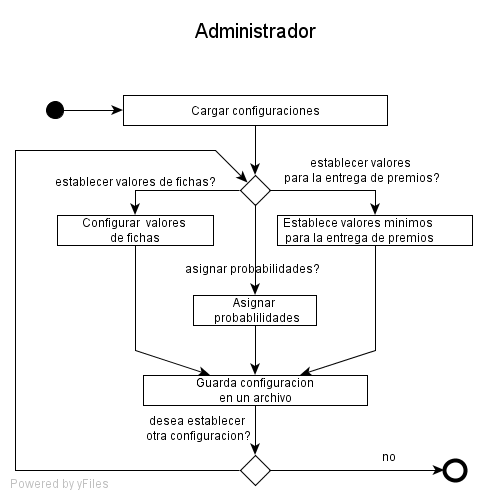 Administrador
Cargar configuraciones
establecer valores
para la entrega de premios?
establecer valores de fichas?
Configurar valores
de fichas
Establece valores minimos
para la entrega de premios
asignar probabilidades?
Asignar
probablilidades
Guarda configuracion
en un archivo
desea establecer
otra configuracion?
no
Powered by yFiles